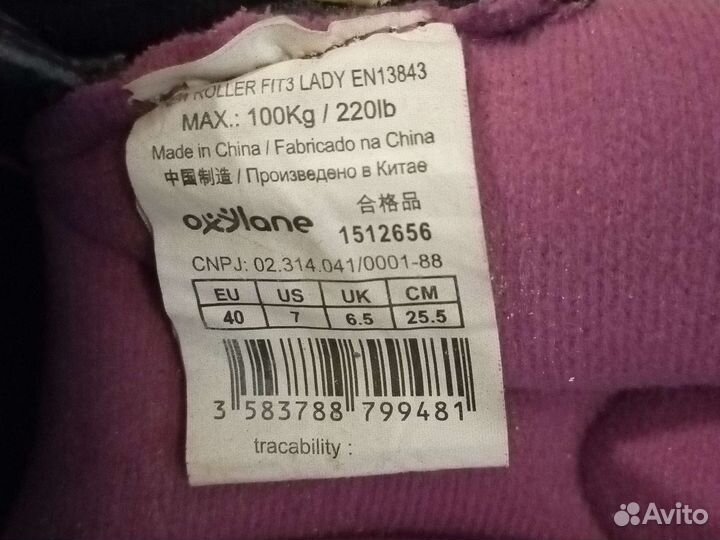 ROLLER FIT3 LADY EN13843
MAX.: 100Kg / 220lb
Made in China / Fabricado na China
中国制造 / Произведено в Китае
oxylane 合格品
1512656
CNPJ: 02.314.041/0001-88
EU US UK CM
40 7 6.5 25.5
3 583788 799481
tracability :
Avito